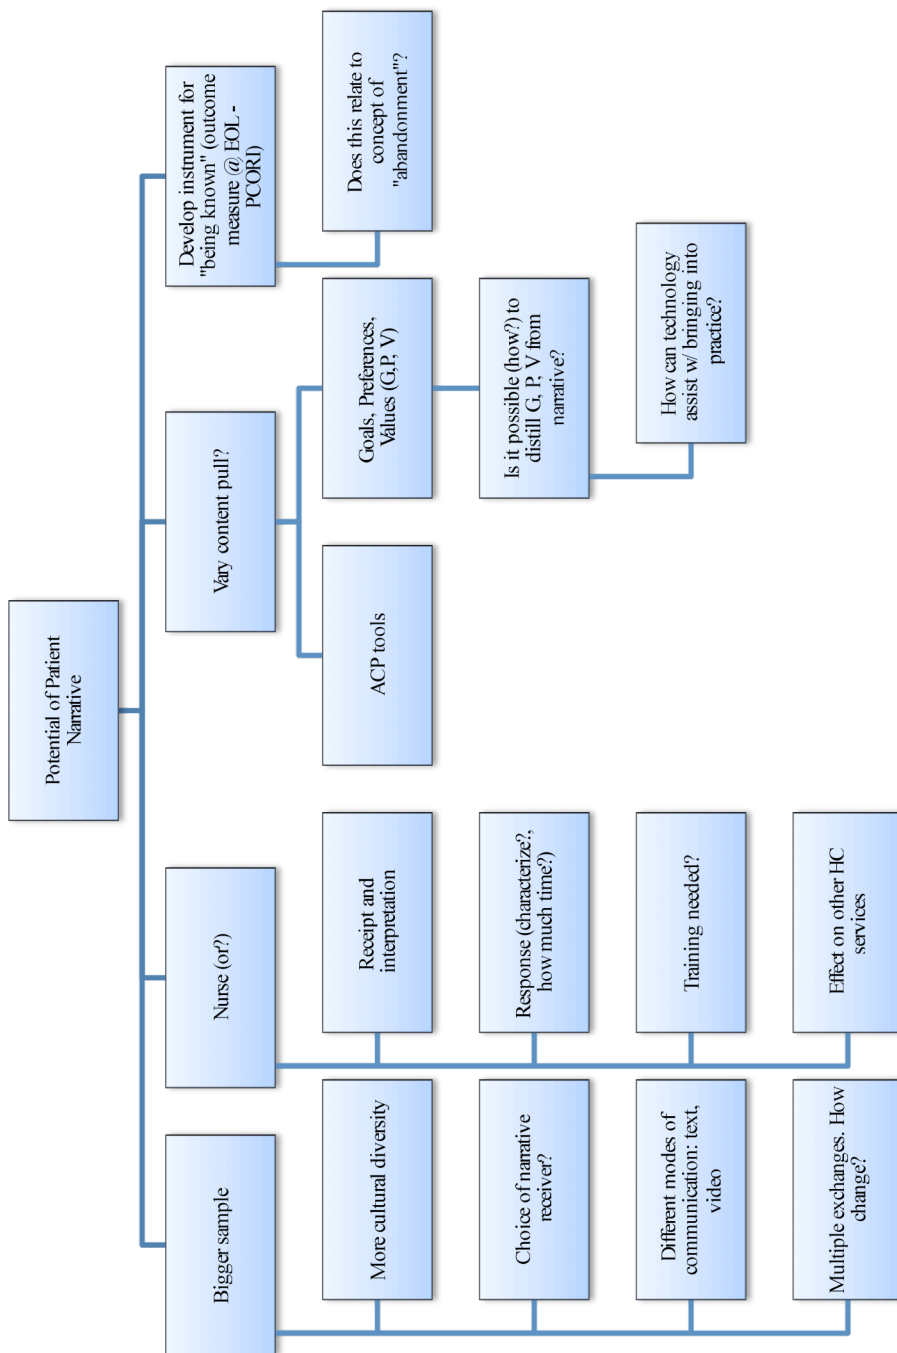 Potential of Patient
Narrative
Bigger sample
More cultural diversity
Choice of narrative
receiver?
Different modes of
communication: text,
video
Multiple exchanges. How
change?
Nurse (or?)
Receipt and
interpretation
Response (characterize?,
how much time?)
Training needed?
Effect on other HC
services
Vary content pull?
ACP tools
Goals, Preferences,
Values (G,P, V)
Is it possible (how?) to
distill G, P, V from
narrative?
How can technology
assist w/ bringing into
practice?
Develop instrument for
"being known" (outcome
measure @ EOL -
PCORI)
Does this relate to
concept of
"abandonment"?